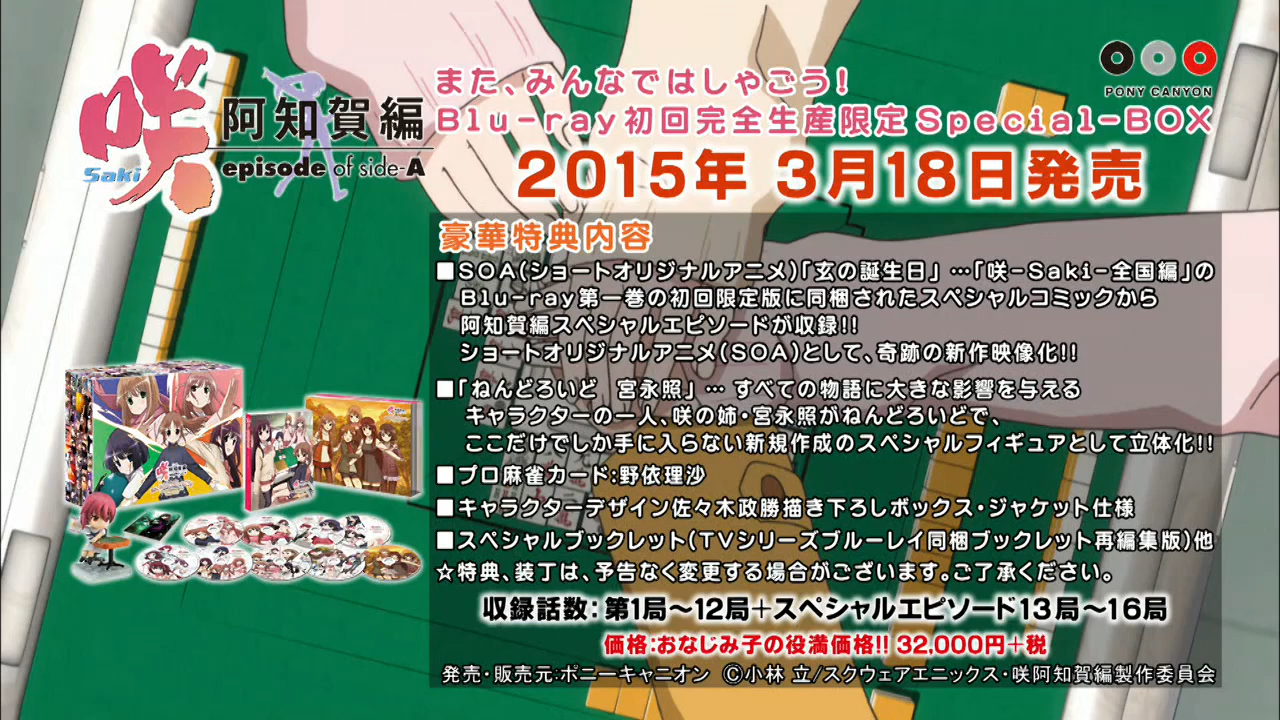 咲
Saki
阿知賀編
episode of side-A
PONY CANYON
また、みんなではしゃごう!
Blu-ray初回完全生産限定Special-BOX
2015年 3月18日発売
豪華特典内容
■SOA(ショートオリジナルアニメ)「玄の誕生日」…「咲-Saki-全国編」の
Blu-ray第一巻の初回限定版に同梱されたスペシャルコミックから
阿知賀編スペシャルエピソードが収録!!
ショートオリジナルアニメ(SOA)として、奇跡の新作映像化!!
■「ねんどろいど 宮永照」… すべての物語に大きな影響を与える
キャラクターの一人、咲の姉・宮永照がねんどろいどで、
ここだけでしか手に入らない新規作成のスペシャルフィギュアとして立体化!!
■プロ麻雀カード:野依理沙
■キャラクターデザイン佐々木政勝描き下ろしボックス・ジャケット仕様
■スペシャルブックレット(TVシリーズブルーレイ同梱ブックレット再編集版)他
☆特典、装丁は、予告なく変更する場合がございます。ご了承ください。
収録話数: 第1局~12局+スペシャルエピソード13局~16局
価格:おなじみ子の役満価格!! 32,000円+税
発売・販売元:ポニーキャニオン ©小林 立/スクウェアエニックス・咲阿知賀編製作委員会